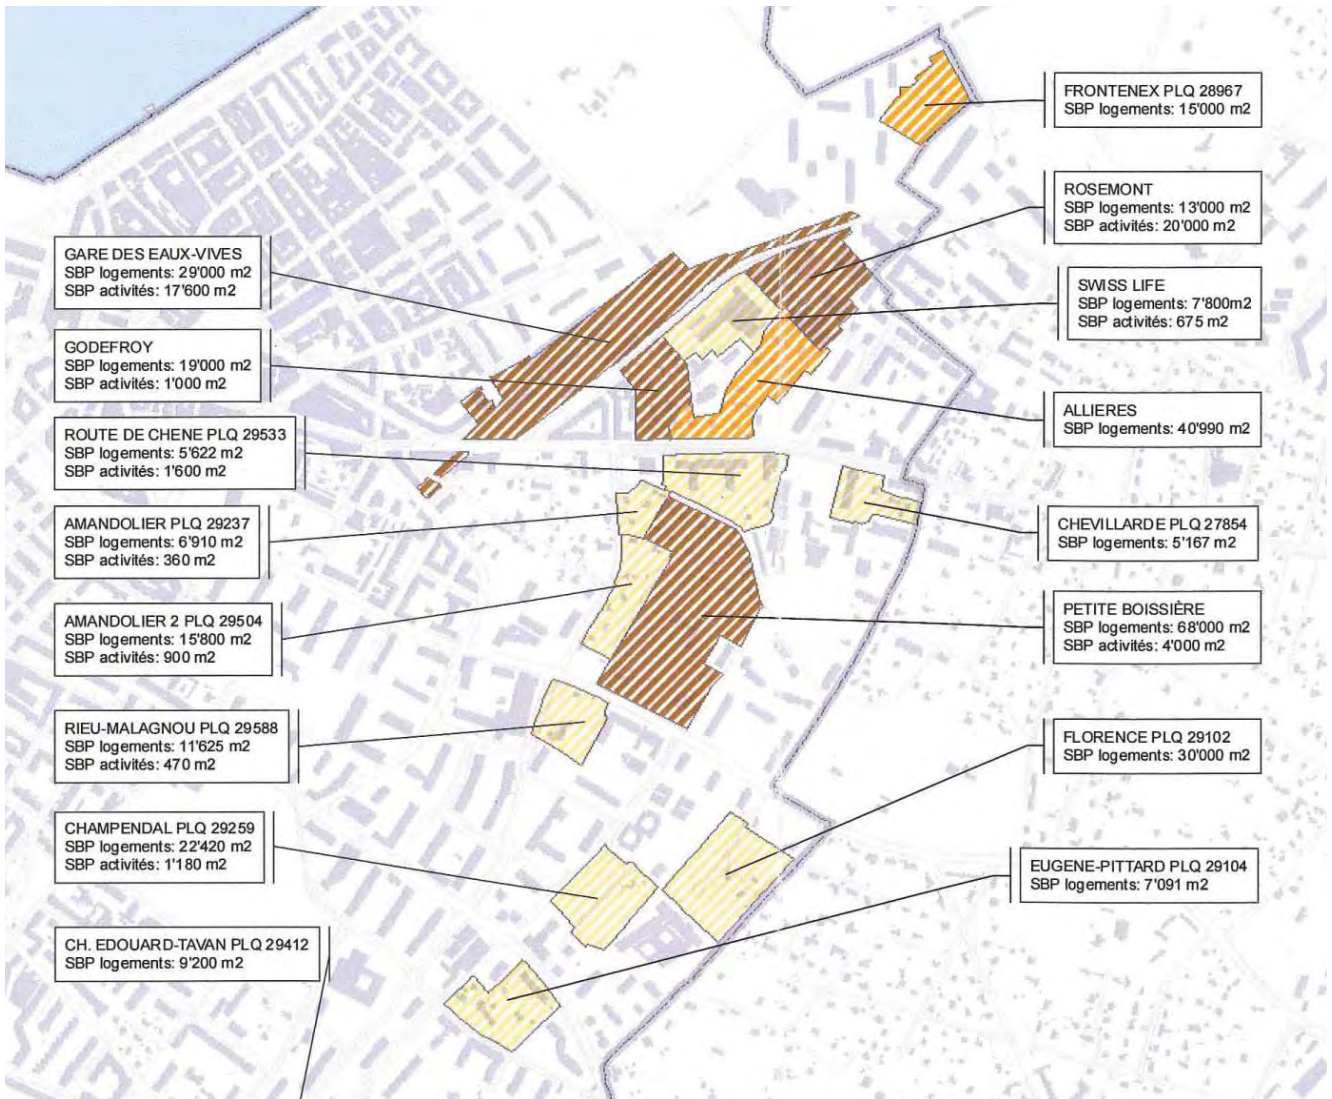 FRONTENEX PLQ 28967
SBP logements: 15'000 m2
ROSEMONT
SBP logements: 13'000 m2
SBP activités: 20'000 m2
GARE DES EAUX-VIVES
SBP logements: 29'000 m2
SBP activités: 17'600 m2
SWISS LIFE
SBP logements: 7'800m2
SBP activités: 675 m2
GODEFROY
SBP logements: 19'000 m2
SBP activités: 1'000 m2
ALLIERES
SBP logements: 40'990 m2
ROUTE DE CHENE PLQ 29533
SBP logements: 5'622 m2
SBP activités: 1'600 m2
AMANDOLIER PLQ 29237
SBP logements: 6'910 m2
SBP activités: 360 m2
CHEVILLARDE PLQ 27854
SBP logements: 5'167 m2
AMANDOLIER 2 PLQ 29504
SBP logements: 15'800 m2
SBP activités: 900 m2
PETITE BOISSIÈRE
SBP logements: 68'000 m2
SBP activités: 4'000 m2
RIEU-MALAGNOU PLQ 29588
SBP logements: 11'625 m2
SBP activités: 470 m2
FLORENCE PLQ 29102
SBP logements: 30'000 m2
CHAMPENDAL PLQ 29259
SBP logements: 22'420 m2
SBP activités: 1'180 m2
EUGENE-PITTARD PLQ 29104
SBP logements: 7'091 m2
CH. EDOUARD-TAVAN PLQ 29412
SBP logements: 9'200 m2